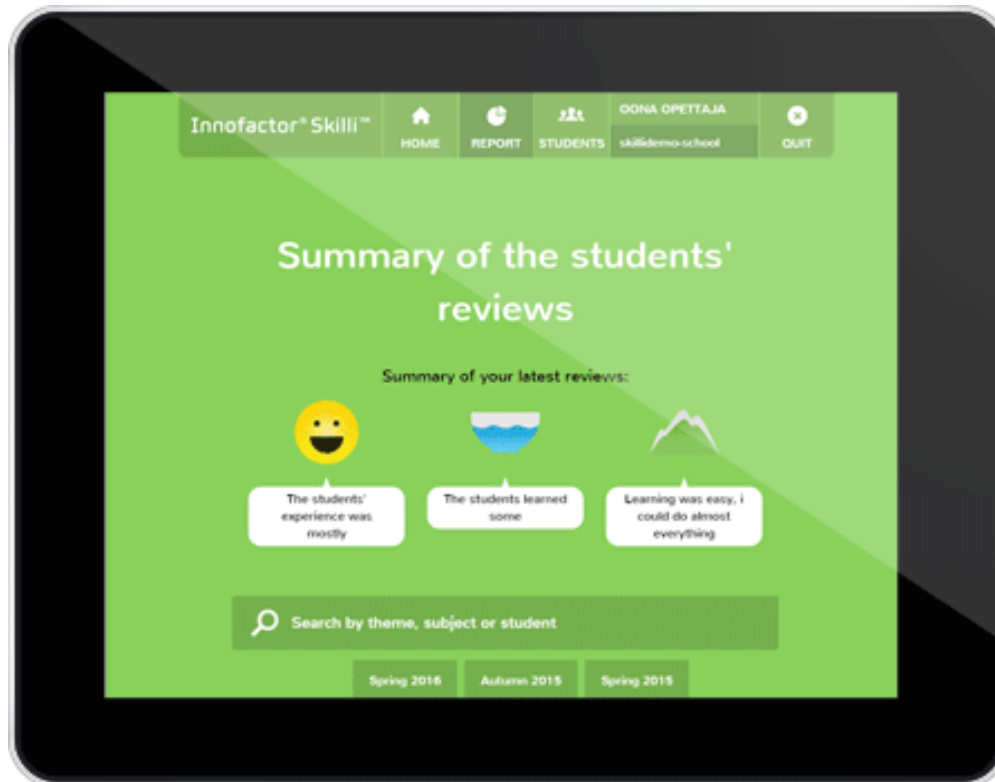 Innofactor® Skilli™
HOME
REPORT
STUDENTS
OONA OPETTAJA
skillidemo-school
QUIT
Summary of the students'
reviews
Summary of your latest reviews:
The students'
experience was
mostly
The students learned
some
Learning was easy, i
could do almost
everything
Search by theme, subject or student
Spring 2016
Autumn 2015
Spring 2015